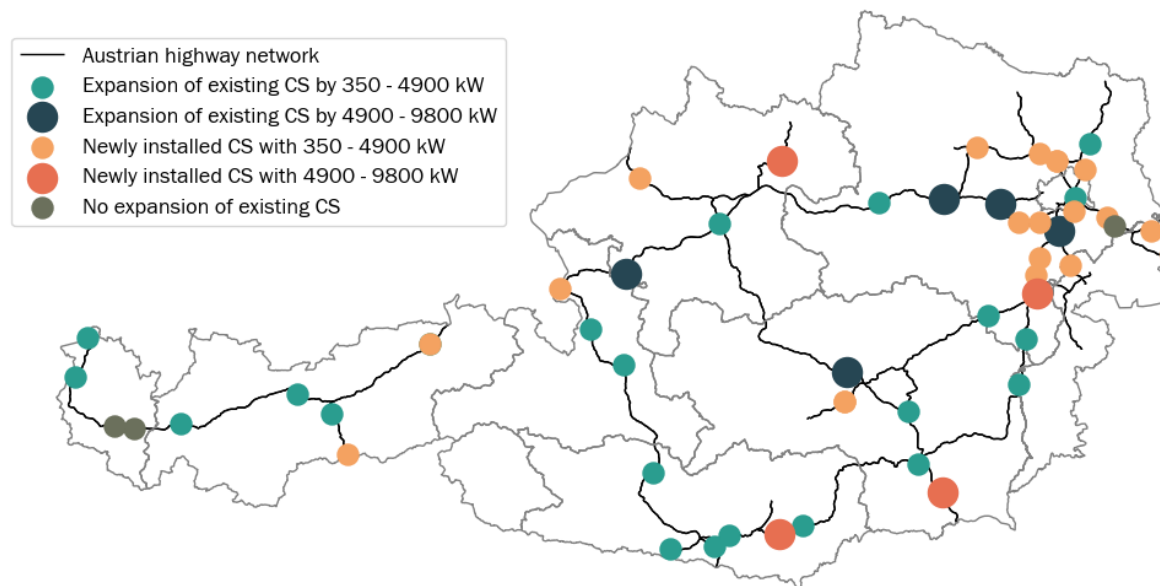 Austrian highway network
Expansion of existing CS by 350 - 4900 kW
Expansion of existing CS by 4900 - 9800 kW
Newly installed CS with 350 - 4900 kW
Newly installed CS with 4900 - 9800 kW
No expansion of existing CS